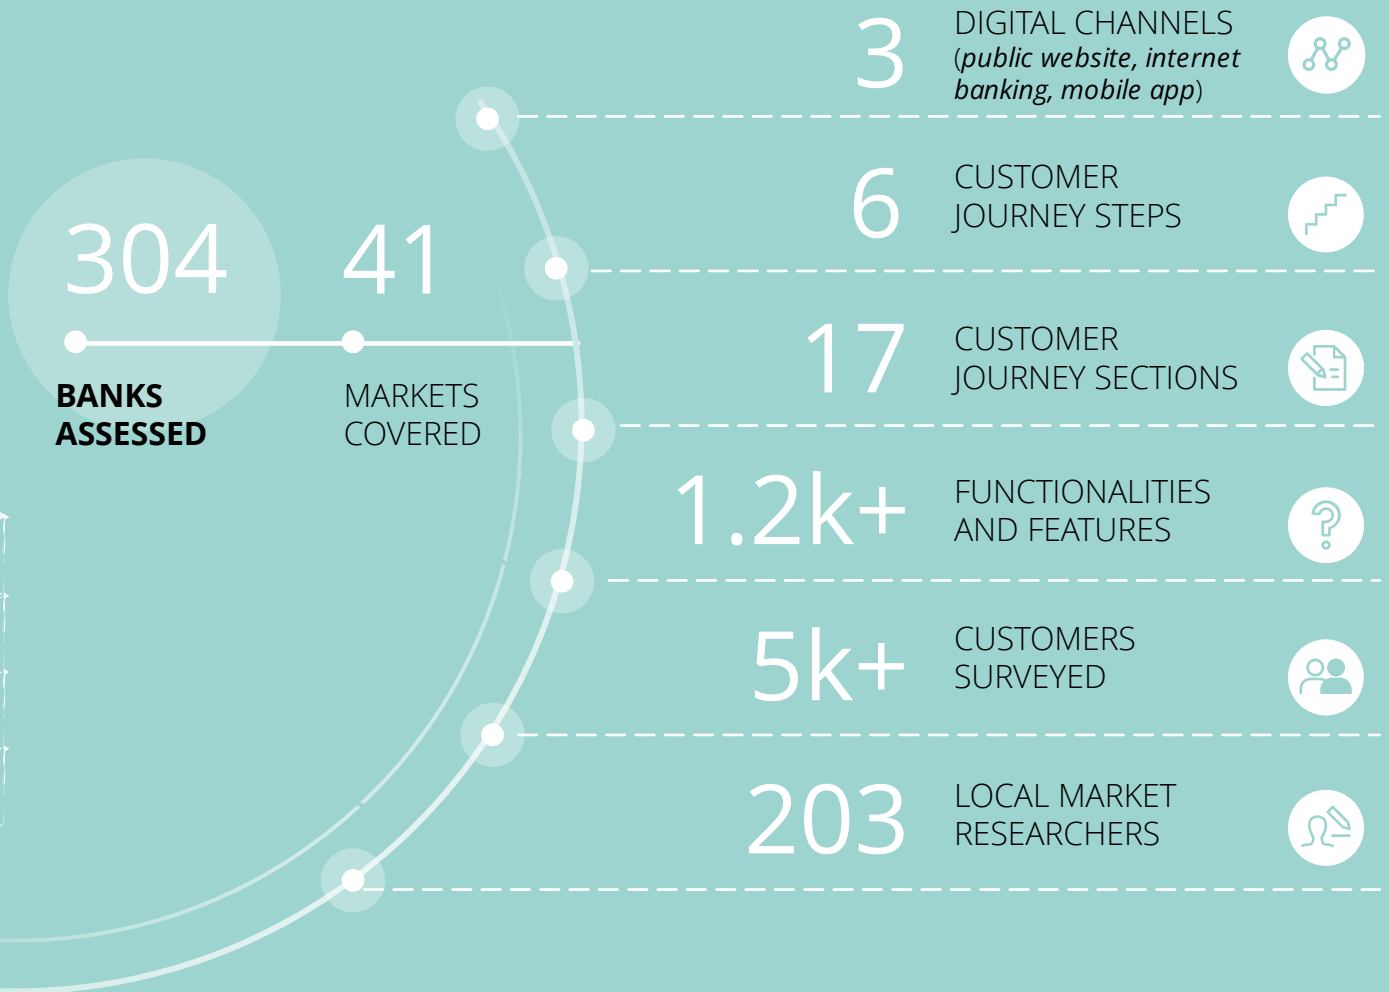 304
BANKS
ASSESSED
41
MARKETS
COVERED
3
DIGITAL CHANNELS
(public website, internet
banking, mobile app)
6
CUSTOMER
JOURNEY STEPS
17
CUSTOMER
JOURNEY SECTIONS
1.2k+
FUNCTIONALITIES
AND FEATURES
5k+
CUSTOMERS
SURVEYED
203
LOCAL MARKET
RESEARCHERS